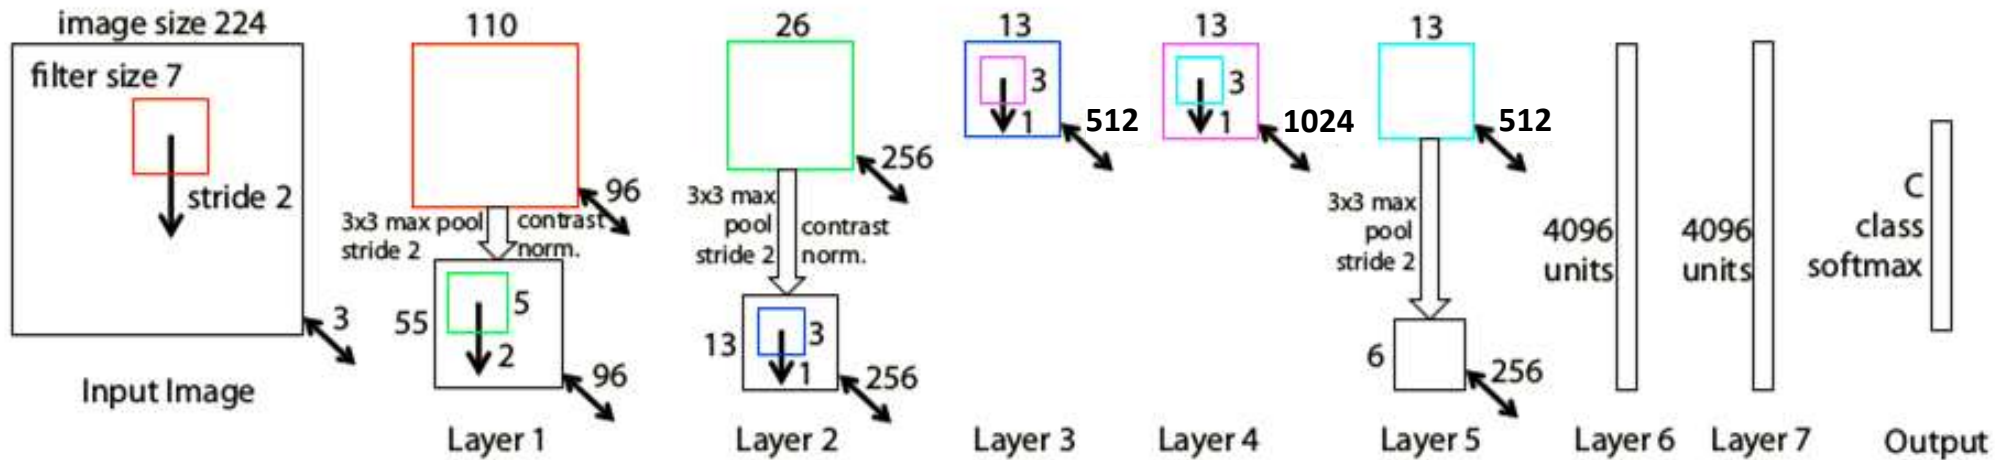 image size 224
filter size 7
stride 2
3
Input Image
110
96
3x3 max pool
stride 2
contrast
norm.
55
5
2
96
Layer 1
26
256
3x3 max
pool
stride 2
contrast
norm.
13
3
1
256
Layer 2
13
3
1
512
Layer 3
13
3
1
1024
Layer 4
13
512
3x3 max
pool
stride 2
6
256
Layer 5
4096
units
Layer 6
4096
units
Layer 7
C
class
softmax
Output